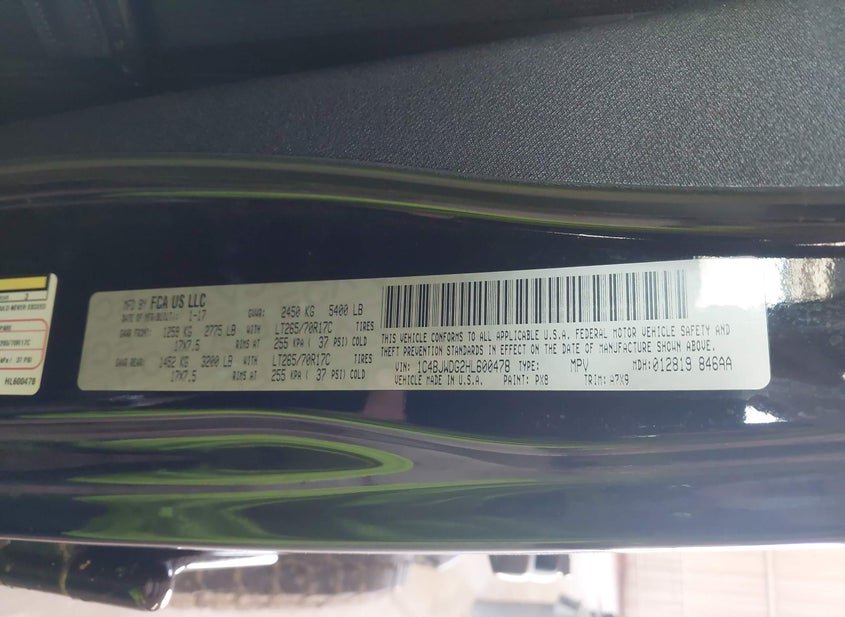 MFD BY FCA US LLC
DATE OF MFR 1-17 GVWR: 2450 KG 5400 LB
GAWR FRONT: 1259 KG 2775 LB WITH LT265/70R17C TIRES
17X7.5 RIMS AT 255 KPA ( 37 PSI) COLD
GAWR REAR: 1452 KG 3200 LB WITH LT265/70R17C TIRES
17X7.5 RIMS AT 255 KPA ( 37 PSI) COLD
THIS VEHICLE CONFORMS TO ALL APPLICABLE U.S.A. FEDERAL MOTOR VEHICLE SAFETY AND
THEFT PREVENTION STANDARDS IN EFFECT ON THE DATE OF MANUFACTURE SHOWN ABOVE.
VIN: 1C4BJWDG2HL600478 TYPE: MPV MDH: 012819 846AA
VEHICLE MADE IN U.S.A. PAINT: PX8 TRIM: A7X9
2
37 PSI
HL600478